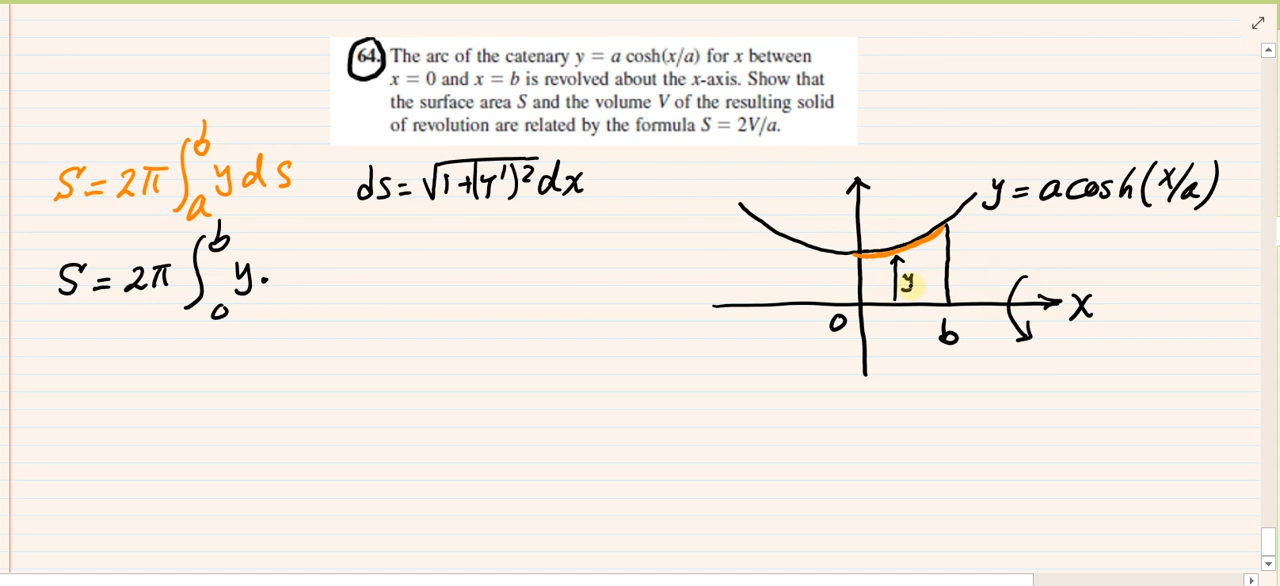 64. The arc of the catenary y = a cosh(x/a) for x between
x = 0 and x = b is revolved about the x-axis. Show that
the surface area S and the volume V of the resulting solid
of revolution are related by the formula S = 2V/a.
S = 2π ∫_a^b y ds
ds = √1+(y')² dx
y = a cosh(x/a)
S = 2π ∫_0^b y.
y
x
0
b